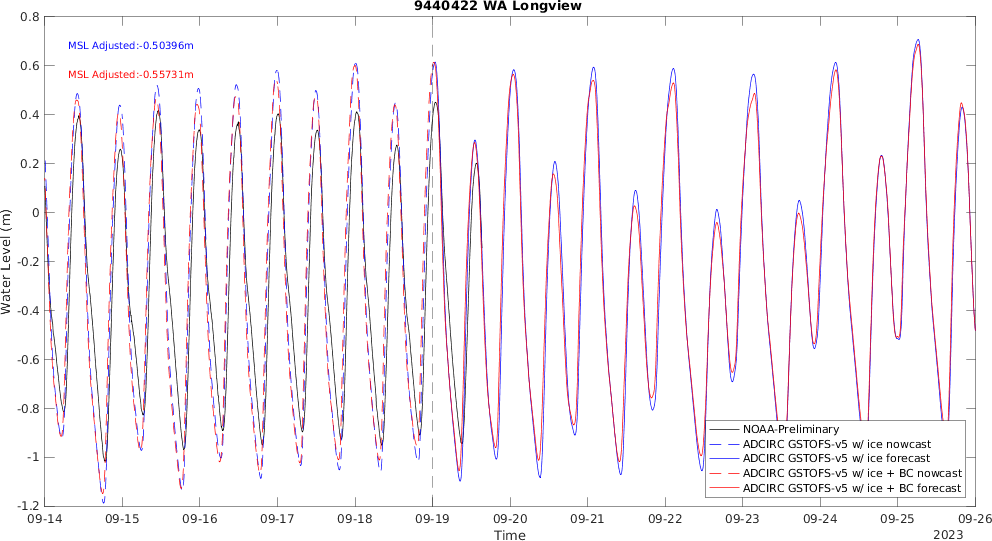 9440422 WA Longview
MSL Adjusted:-0.50396m
MSL Adjusted:-0.55731m
Water Level (m)
0.8
0.6
0.4
0.2
0
-0.2
-0.4
-0.6
-0.8
-1
-1.2
NOAA-Preliminary
ADCIRC GSTOFS-v5 w/ ice nowcast
ADCIRC GSTOFS-v5 w/ ice forecast
ADCIRC GSTOFS-v5 w/ ice + BC nowcast
ADCIRC GSTOFS-v5 w/ ice + BC forecast
09-14 09-15 09-16 09-17 09-18 09-19 09-20 09-21 09-22 09-23 09-24 09-25 09-26
Time
2023